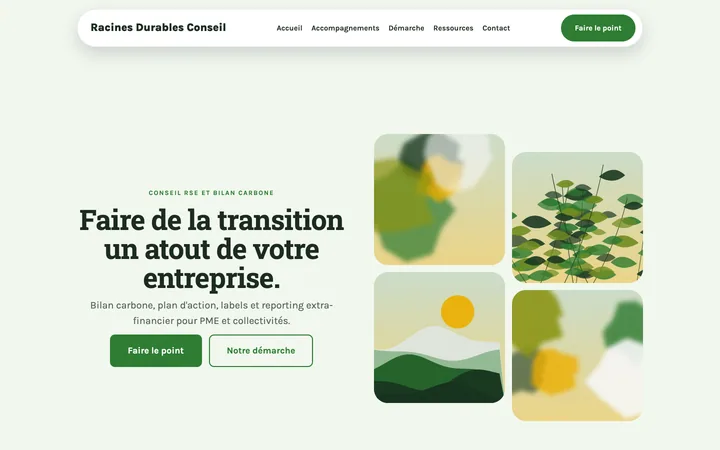 Racines Durables Conseil
Accueil
Accompagnements
Démarche
Ressources
Contact
Faire le point
CONSEIL RSE ET BILAN CARBONE
Faire de la transition
un atout de votre
entreprise.
Bilan carbone, plan d'action, labels et reporting extra-
financier pour PME et collectivités.
Faire le point
Notre démarche